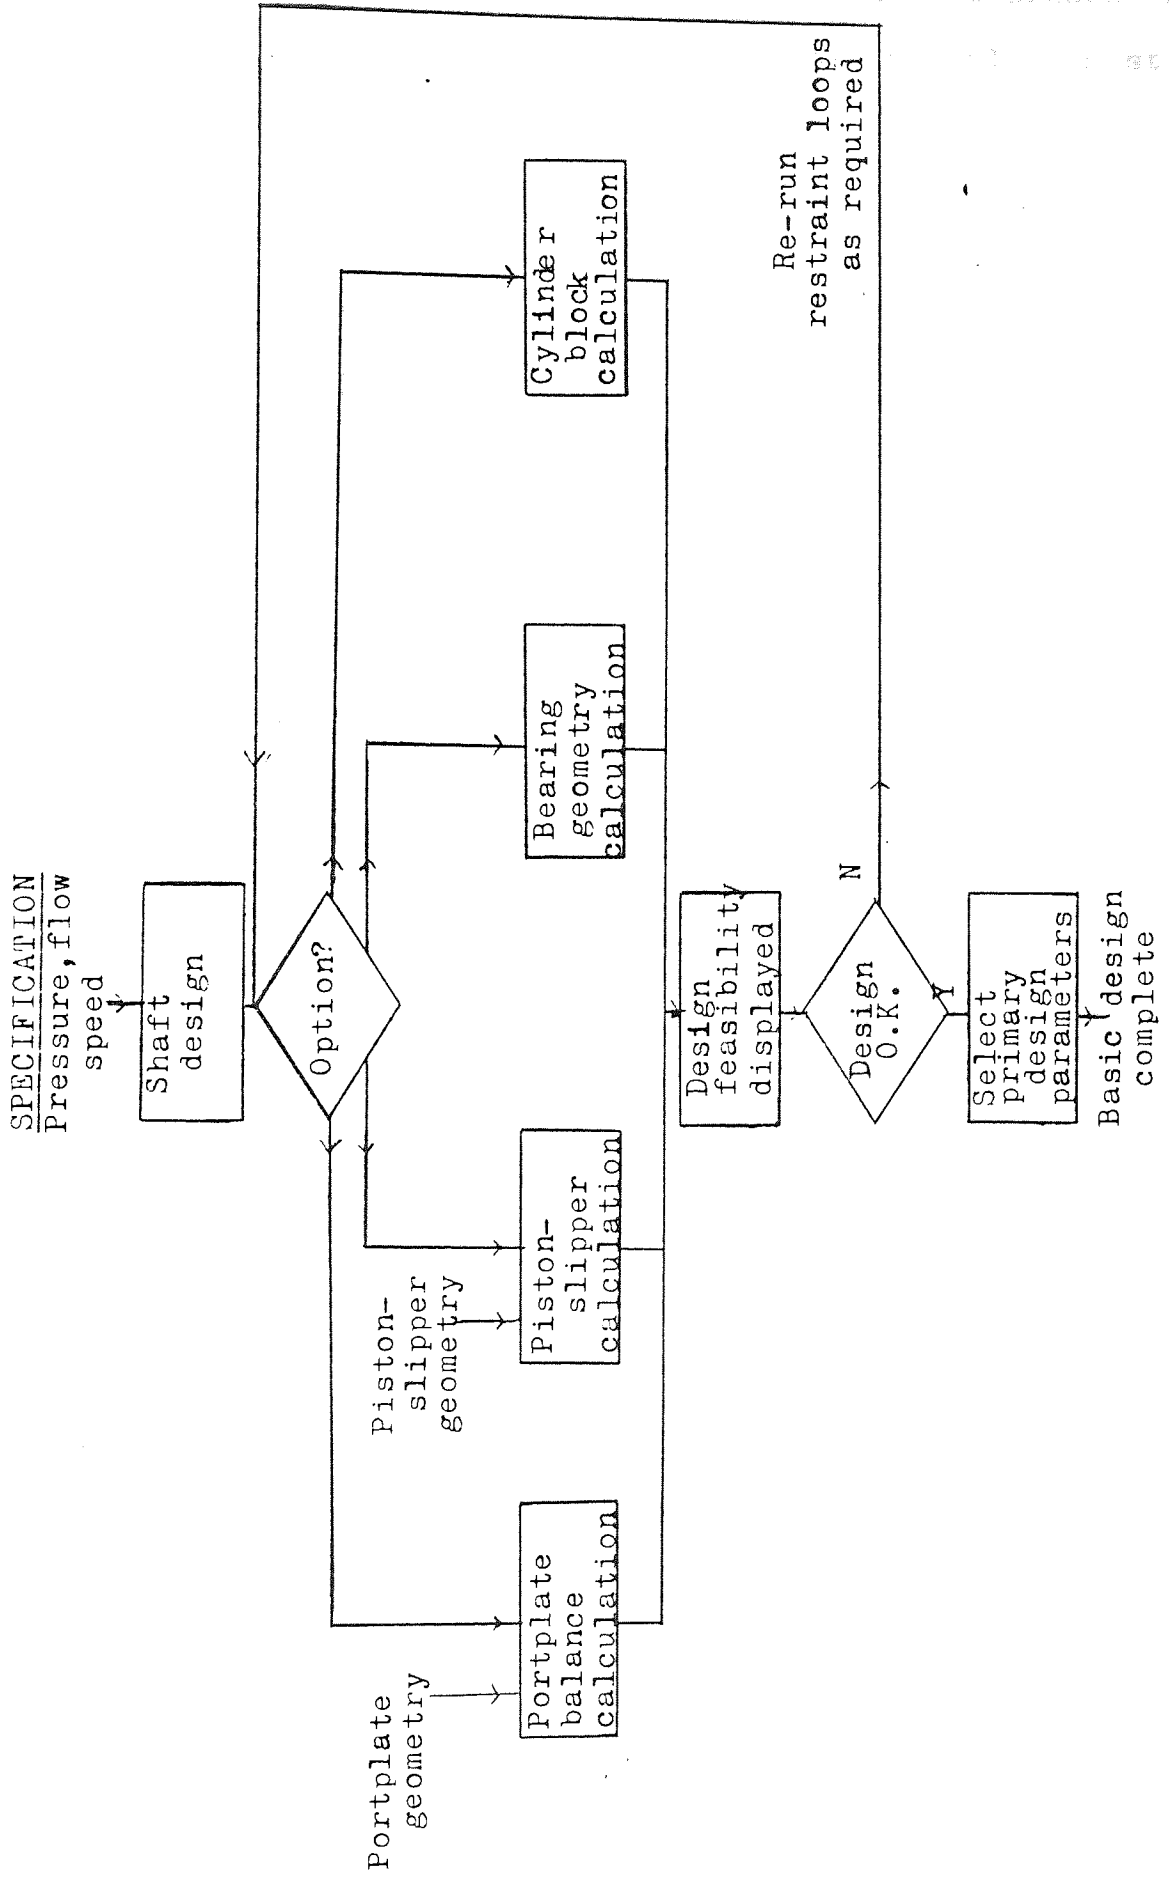 SPECIFICATION
Pressure, flow
speed
Shaft
design
Option?
Portplate
geometry
Piston-
slipper
geometry
Portplate
balance
calculation
Piston-
slipper
calculation
Bearing
geometry
calculation
Cylinder
block
calculation
Design
feasibility
displayed
Design
O.K.
N
Re-run
restraint loops
as required
Y
Select
primary
design
parameters
Basic design
complete